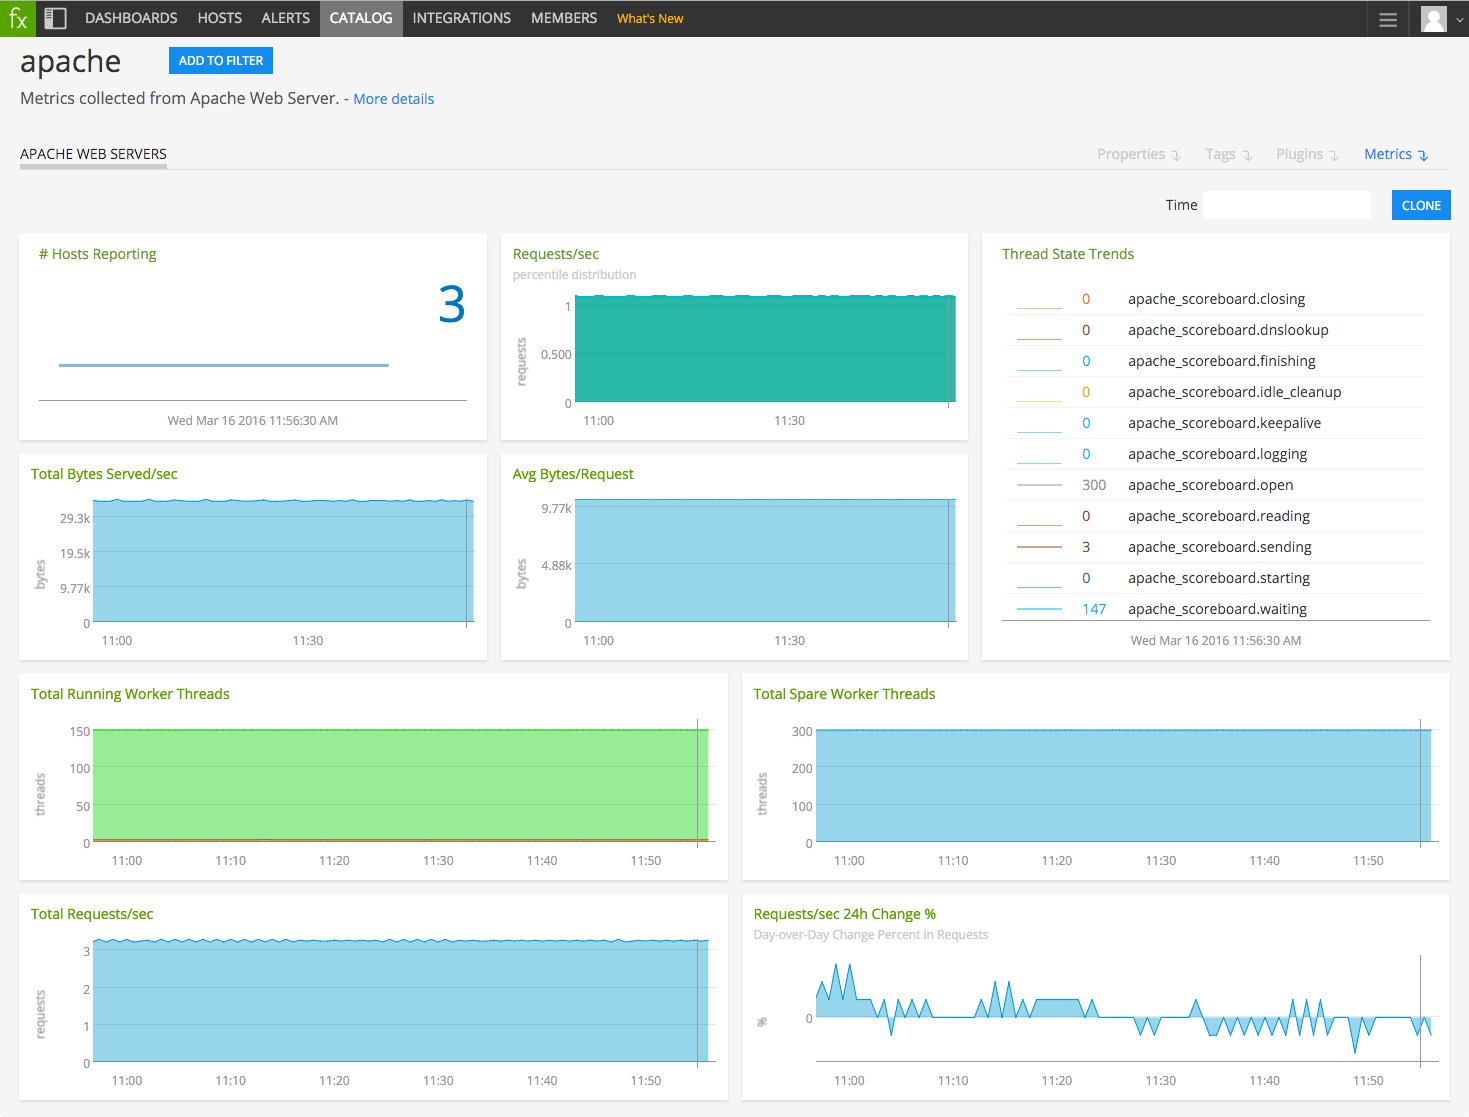 fx DASHBOARDS HOSTS ALERTS CATALOG INTEGRATIONS MEMBERS What's New
apache ADD TO FILTER
Metrics collected from Apache Web Server. - More details
APACHE WEB SERVERS Properties Tags Plugins Metrics
Time CLONE
# Hosts Reporting
3
Wed Mar 16 2016 11:56:30 AM
Requests/sec
percentile distribution
requests
1
0.500
0
11:00 11:30
Thread State Trends
0 apache_scoreboard.closing
0 apache_scoreboard.dnslookup
0 apache_scoreboard.finishing
0 apache_scoreboard.idle_cleanup
0 apache_scoreboard.keepalive
0 apache_scoreboard.logging
300 apache_scoreboard.open
0 apache_scoreboard.reading
3 apache_scoreboard.sending
0 apache_scoreboard.starting
147 apache_scoreboard.waiting
Wed Mar 16 2016 11:56:30 AM
Total Bytes Served/sec
bytes
29.3k
19.5k
9.77k
0
11:00 11:30
Avg Bytes/Request
bytes
9.77k
4.88k
0
11:00 11:30
Total Running Worker Threads
threads
150
100
50
0
11:00 11:10 11:20 11:30 11:40 11:50
Total Spare Worker Threads
threads
300
200
100
0
11:00 11:10 11:20 11:30 11:40 11:50
Total Requests/sec
requests
3
2
1
0
11:00 11:10 11:20 11:30 11:40 11:50
Requests/sec 24h Change %
Day-over-Day Change Percent in Requests
%
0
11:00 11:10 11:20 11:30 11:40 11:50